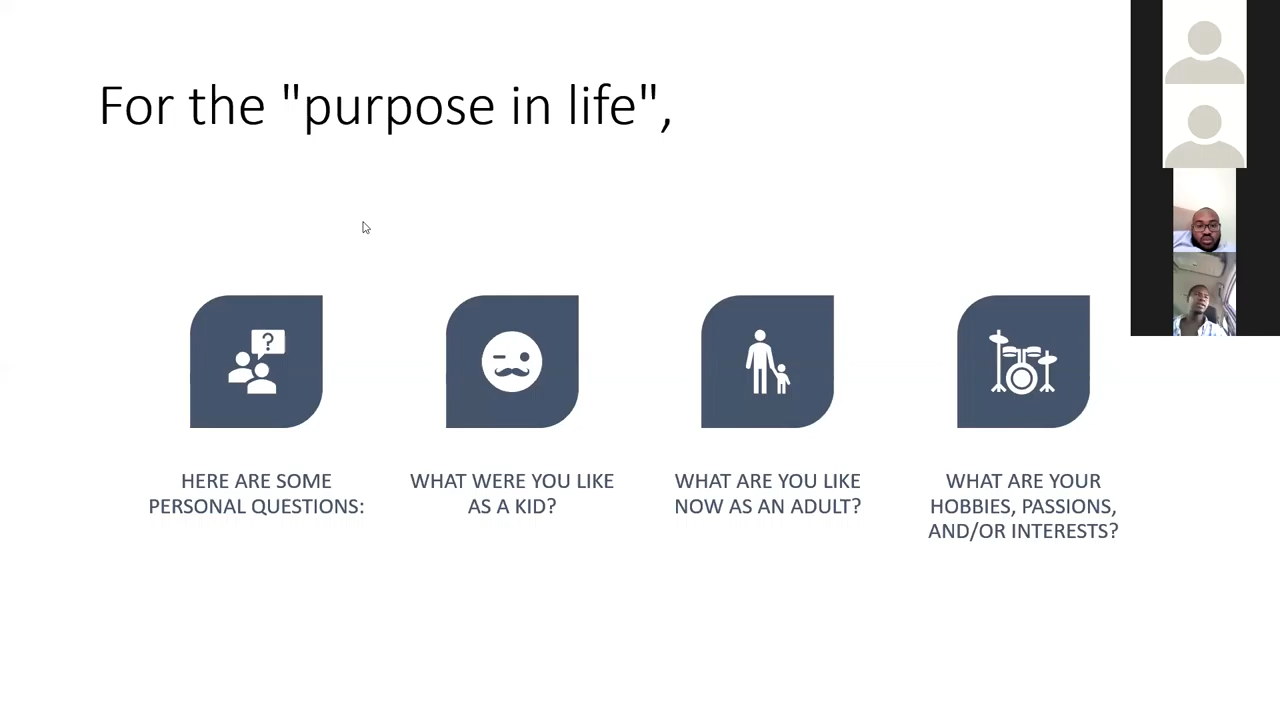 For the "purpose in life",
?
HERE ARE SOME
PERSONAL QUESTIONS:
WHAT WERE YOU LIKE
AS A KID?
WHAT ARE YOU LIKE
NOW AS AN ADULT?
WHAT ARE YOUR
HOBBIES, PASSIONS,
AND/OR INTERESTS?